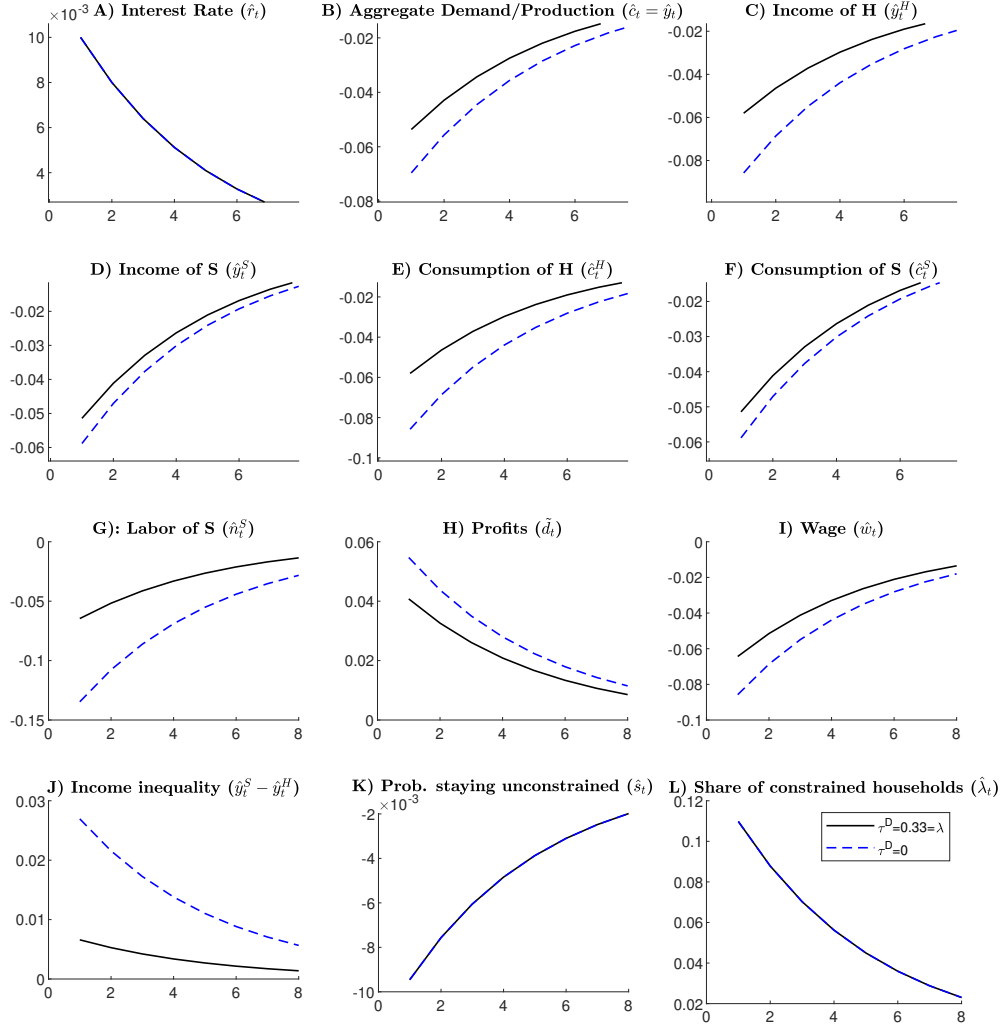 A) Interest Rate (r̂ₜ)
×10⁻³
10
8
6
4
0 2 4 6
B) Aggregate Demand/Production (ĉₜ = ŷₜ)
-0.02
-0.04
-0.06
-0.08
0 2 4 6
C) Income of H (ŷₜᴴ)
-0.02
-0.04
-0.06
-0.08
0 2 4 6
D) Income of S (ŷₜˢ)
-0.02
-0.03
-0.04
-0.05
-0.06
0 2 4 6
E) Consumption of H (ĉₜᴴ)
-0.02
-0.04
-0.06
-0.08
-0.1
0 2 4 6
F) Consumption of S (ĉₜˢ)
-0.02
-0.03
-0.04
-0.05
-0.06
0 2 4 6
G): Labor of S (n̂ₜˢ)
0
-0.05
-0.1
-0.15
0 2 4 6 8
H) Profits (d̃ₜ)
0.06
0.04
0.02
0
0 2 4 6 8
I) Wage (ŵₜ)
0
-0.02
-0.04
-0.06
-0.08
-0.1
0 2 4 6 8
J) Income inequality (ŷₜˢ − ŷₜᴴ)
0.03
0.02
0.01
0
0 2 4 6 8
K) Prob. staying unconstrained (ŝₜ)
×10⁻³
-2
-4
-6
-8
-10
0 2 4 6 8
L) Share of constrained households (λ̂ₜ)
0.12
0.10
0.08
0.06
0.04
0.02
0 2 4 6 8
τᴰ=0.33=λ
τᴰ=0